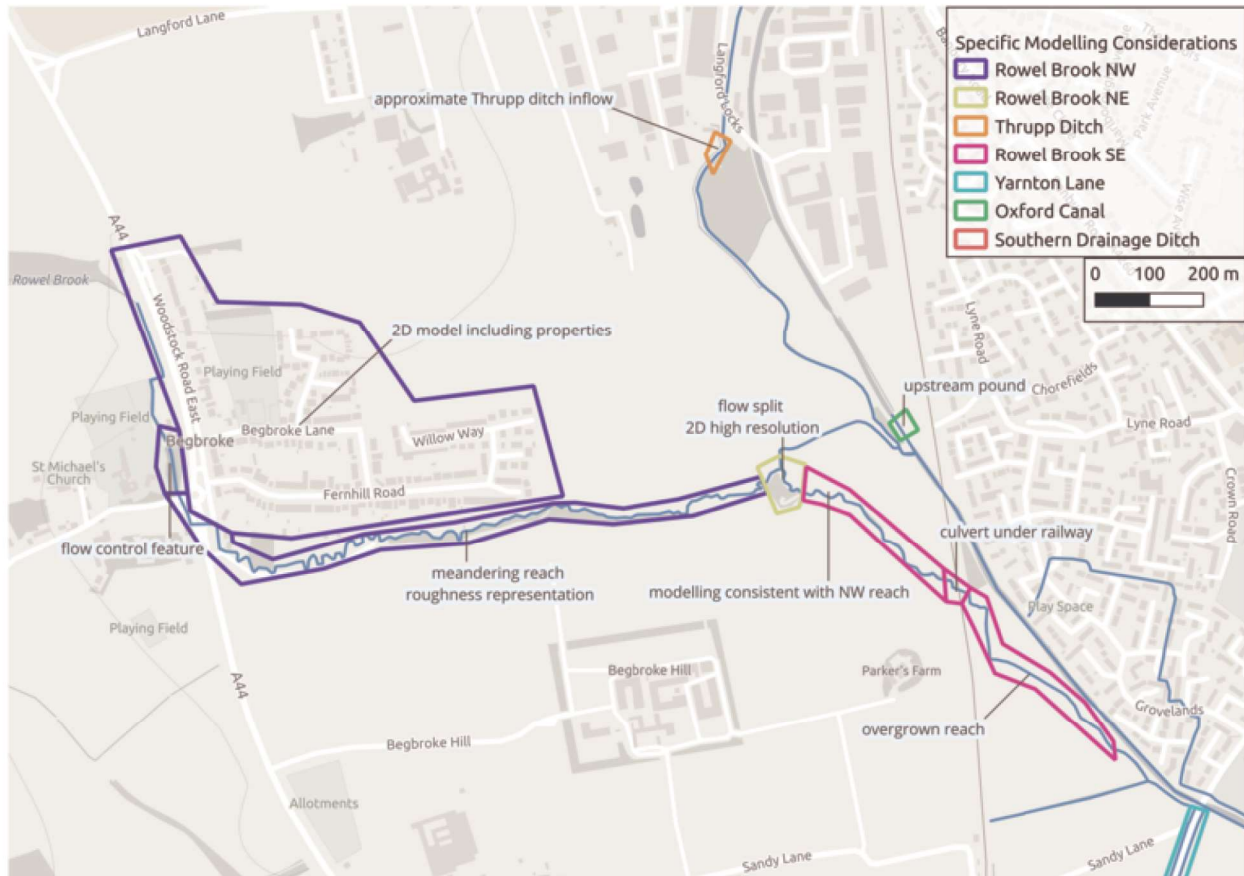 Langford Lane
Langford Locks
approximate Thrupp ditch inflow
Specific Modelling Considerations
Rowel Brook NW
Rowel Brook NE
Thrupp Ditch
Rowel Brook SE
Yarnton Lane
Oxford Canal
Southern Drainage Ditch
Park Avenue
0 100 200 m
A44
Rowel Brook
Woodstock Road East
2D model including properties
Playing Field
Playing Field
Begbroke
Begbroke Lane
Willow Way
St Michael's
Church
Fernhill Road
flow control feature
flow split
2D high resolution
upstream pound
Lyne Road
Chorefields
Lyne Road
Crown Road
meandering reach
roughness representation
modelling consistent with NW reach
culvert under railway
Play Space
Playing Field
A44
Begbroke Hill
Parker's Farm
Grovelands
overgrown reach
Begbroke Hill
Allotments
Sandy Lane
Sandy Lane